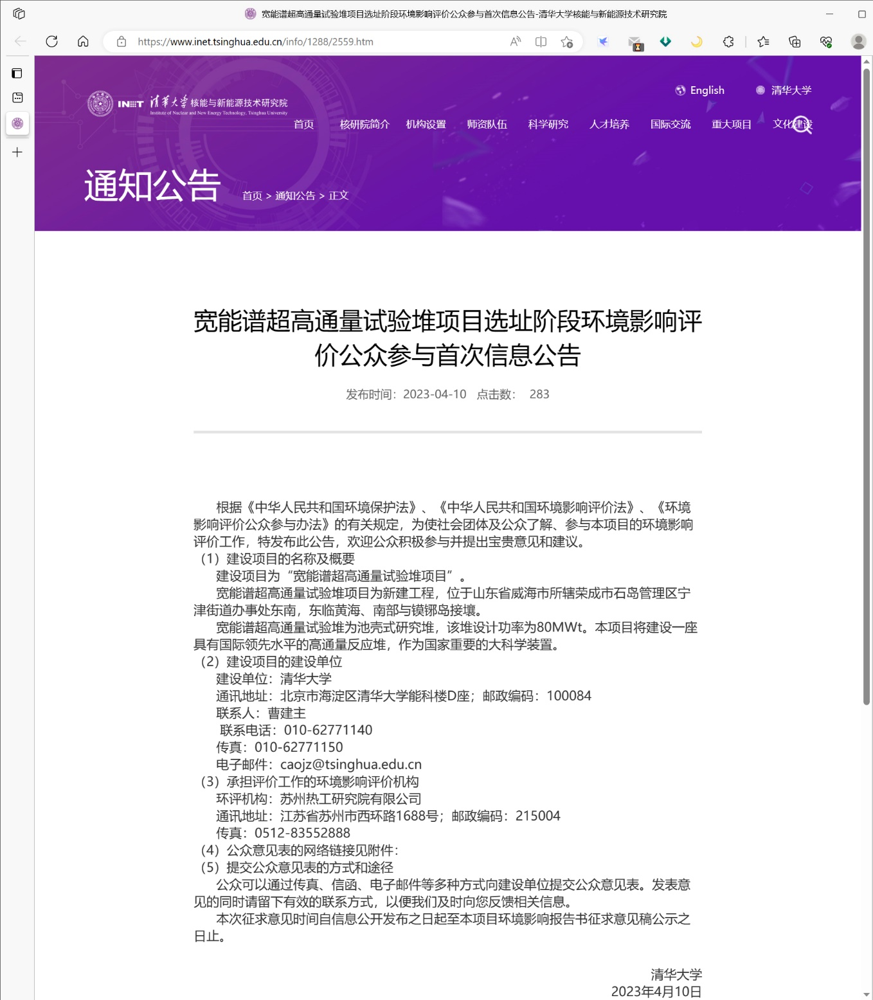 宽能谱超高通量试验堆项目选址阶段环境影响评价公众参与首次信息公告-清华大学核能与新能源技术研究院
https://www.inet.tsinghua.edu.cn/info/1288/2559.htm
English 清华大学
INET 清华大学 核能与新能源技术研究院
Institute of Nuclear and New Energy Technology, Tsinghua University
首页 核研院简介 机构设置 师资队伍 科学研究 人才培养 国际交流 重大项目 文化建设
通知公告
首页 > 通知公告 > 正文
宽能谱超高通量试验堆项目选址阶段环境影响评
价公众参与首次信息公告
发布时间：2023-04-10 点击数： 283
根据《中华人民共和国环境保护法》、《中华人民共和国环境影响评价法》、《环境
影响评价公众参与办法》的有关规定，为使社会团体及公众了解、参与本项目的环境影响
评价工作，特发布此公告，欢迎公众积极参与并提出宝贵意见和建议。
（1）建设项目的名称及概要
建设项目为“宽能谱超高通量试验堆项目”。
宽能谱超高通量试验堆项目为新建工程，位于山东省威海市所辖荣成市石岛管理区宁
津街道办事处东南，东临黄海、南部与镆铘岛接壤。
宽能谱超高通量试验堆为池壳式研究堆，该堆设计功率为80MWt。本项目将建设一座
具有国际领先水平的高通量反应堆，作为国家重要的大科学装置。
（2）建设项目的建设单位
建设单位：清华大学
通讯地址：北京市海淀区清华大学能科楼D座；邮政编码：100084
联系人：曹建主
联系电话：010-62771140
传真：010-62771150
电子邮件：caojz@tsinghua.edu.cn
（3）承担评价工作的环境影响评价机构
环评机构：苏州热工研究院有限公司
通讯地址：江苏省苏州市西环路1688号；邮政编码：215004
传真：0512-83552888
（4）公众意见表的网络链接见附件：
（5）提交公众意见表的方式和途径
公众可以通过传真、信函、电子邮件等多种方式向建设单位提交公众意见表。发表意
见的同时请留下有效的联系方式，以便我们及时向您反馈相关信息。
本次征求意见时间自信息公开发布之日起至本项目环境影响报告书征求意见稿公示之
日止。
清华大学
2023年4月10日